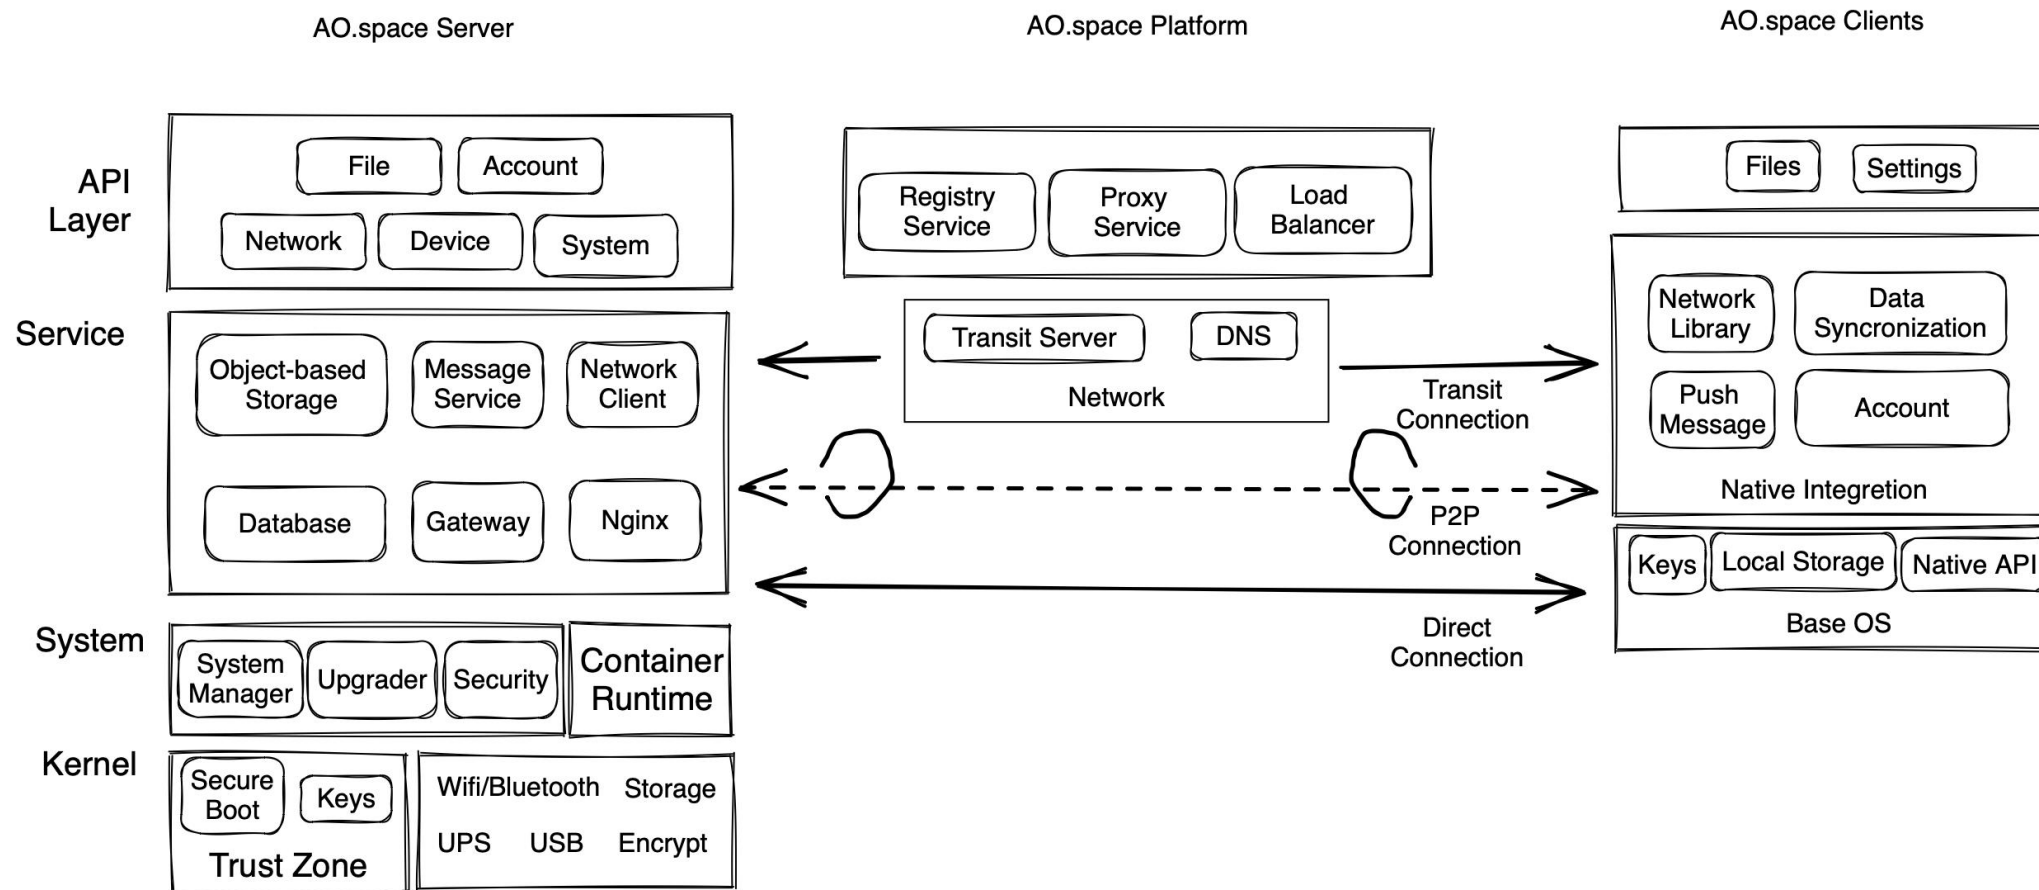 AO.space Server
AO.space Platform
AO.space Clients
API
Layer
File
Account
Network
Device
System
Registry
Service
Proxy
Service
Load
Balancer
Files
Settings
Service
Object-based
Storage
Message
Service
Network
Client
Database
Gateway
Nginx
Transit Server
DNS
Network
Transit
Connection
P2P
Connection
Direct
Connection
Network
Library
Data
Syncronization
Push
Message
Account
Native Integretion
Keys
Local Storage
Native API
Base OS
System
System
Manager
Upgrader
Security
Container
Runtime
Kernel
Secure
Boot
Keys
Trust Zone
Wifi/Bluetooth
Storage
UPS
USB
Encrypt